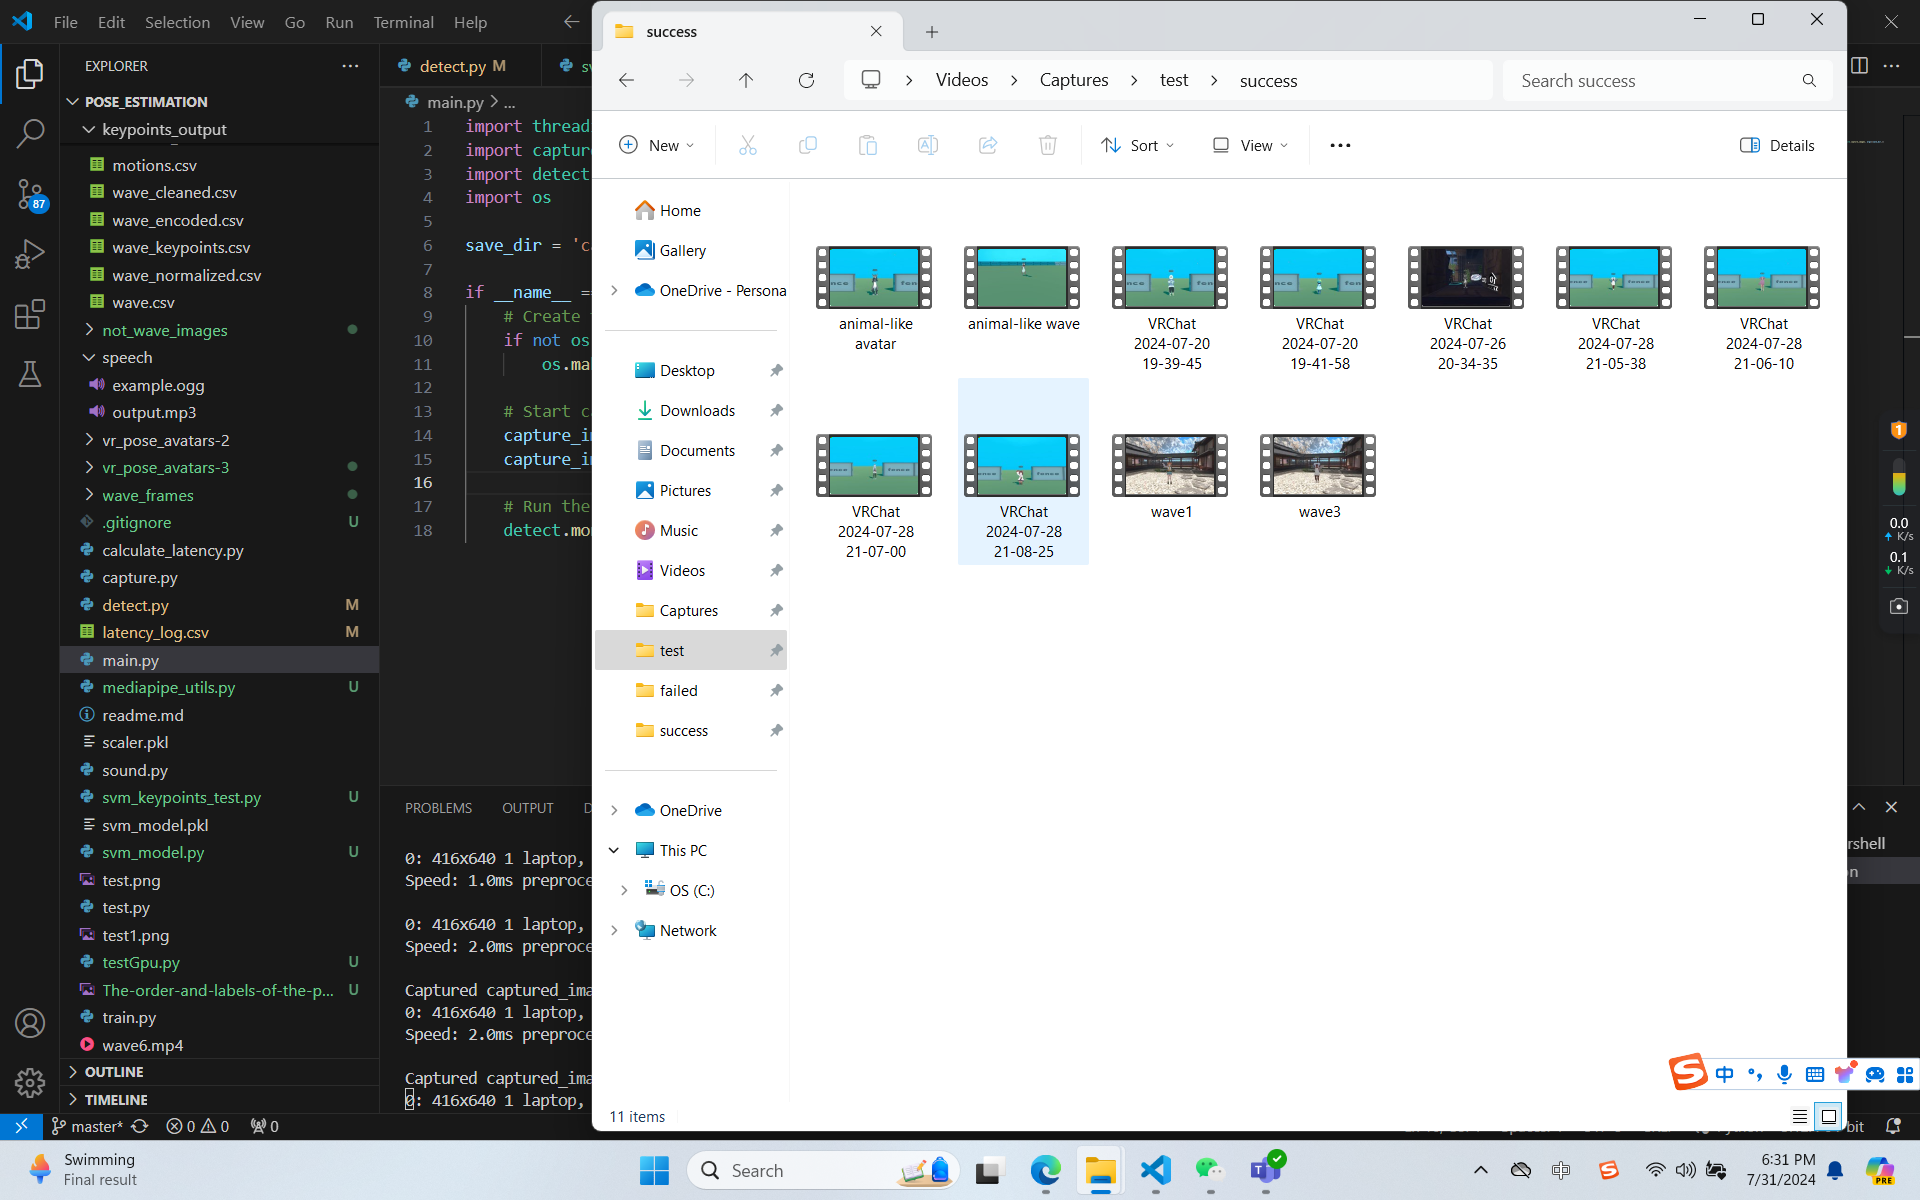 File Edit Selection View Go Run Terminal Help
EXPLORER
POSE_ESTIMATION
keypoints_output
motions.csv
wave_cleaned.csv
wave_encoded.csv
wave_keypoints.csv
wave_normalized.csv
wave.csv
not_wave_images
speech
example.ogg
output.mp3
vr_pose_avatars-2
vr_pose_avatars-3
wave_frames
.gitignore U
calculate_latency.py
capture.py
detect.py M
latency_log.csv M
main.py
mediapipe_utils.py U
readme.md
scaler.pkl
sound.py
svm_keypoints_test.py U
svm_model.pkl
svm_model.py U
test.png
test.py
test1.png
testGpu.py U
The-order-and-labels-of-the-p... U
train.py
wave6.mp4
OUTLINE
TIMELINE
87
master* 0 0 0
detect.py M
main.py > ...
1 import thread
2 import capture
3 import detect
4 import os
5
6 save_dir = 'c
7
8 if __name__ =
9 # Create
10 if not os
11 os.ma
12
13 # Start c
14 capture_i
15 capture_i
16
17 # Run the
18 detect.mo
PROBLEMS OUTPUT D
0: 416x640 1 laptop,
Speed: 1.0ms preproce
0: 416x640 1 laptop,
Speed: 2.0ms preproce
Captured captured_ima
0: 416x640 1 laptop,
Speed: 2.0ms preproce
Captured captured_ima
0: 416x640 1 laptop,
success
Videos > Captures > test > success
Search success
New
Sort
View
Details
Home
Gallery
OneDrive - Persona
Desktop
Downloads
Documents
Pictures
Music
Videos
Captures
test
failed
success
OneDrive
This PC
OS (C:)
Network
animal-like
avatar
animal-like wave
VRChat
2024-07-20
19-39-45
VRChat
2024-07-20
19-41-58
VRChat
2024-07-26
20-34-35
VRChat
2024-07-28
21-05-38
VRChat
2024-07-28
21-06-10
VRChat
2024-07-28
21-07-00
VRChat
2024-07-28
21-08-25
wave1
wave3
11 items
rshell
on
bit
1
0.0
K/s
0.1
K/s
中
Swimming
Final result
Search
中
6:31 PM
7/31/2024
PRE